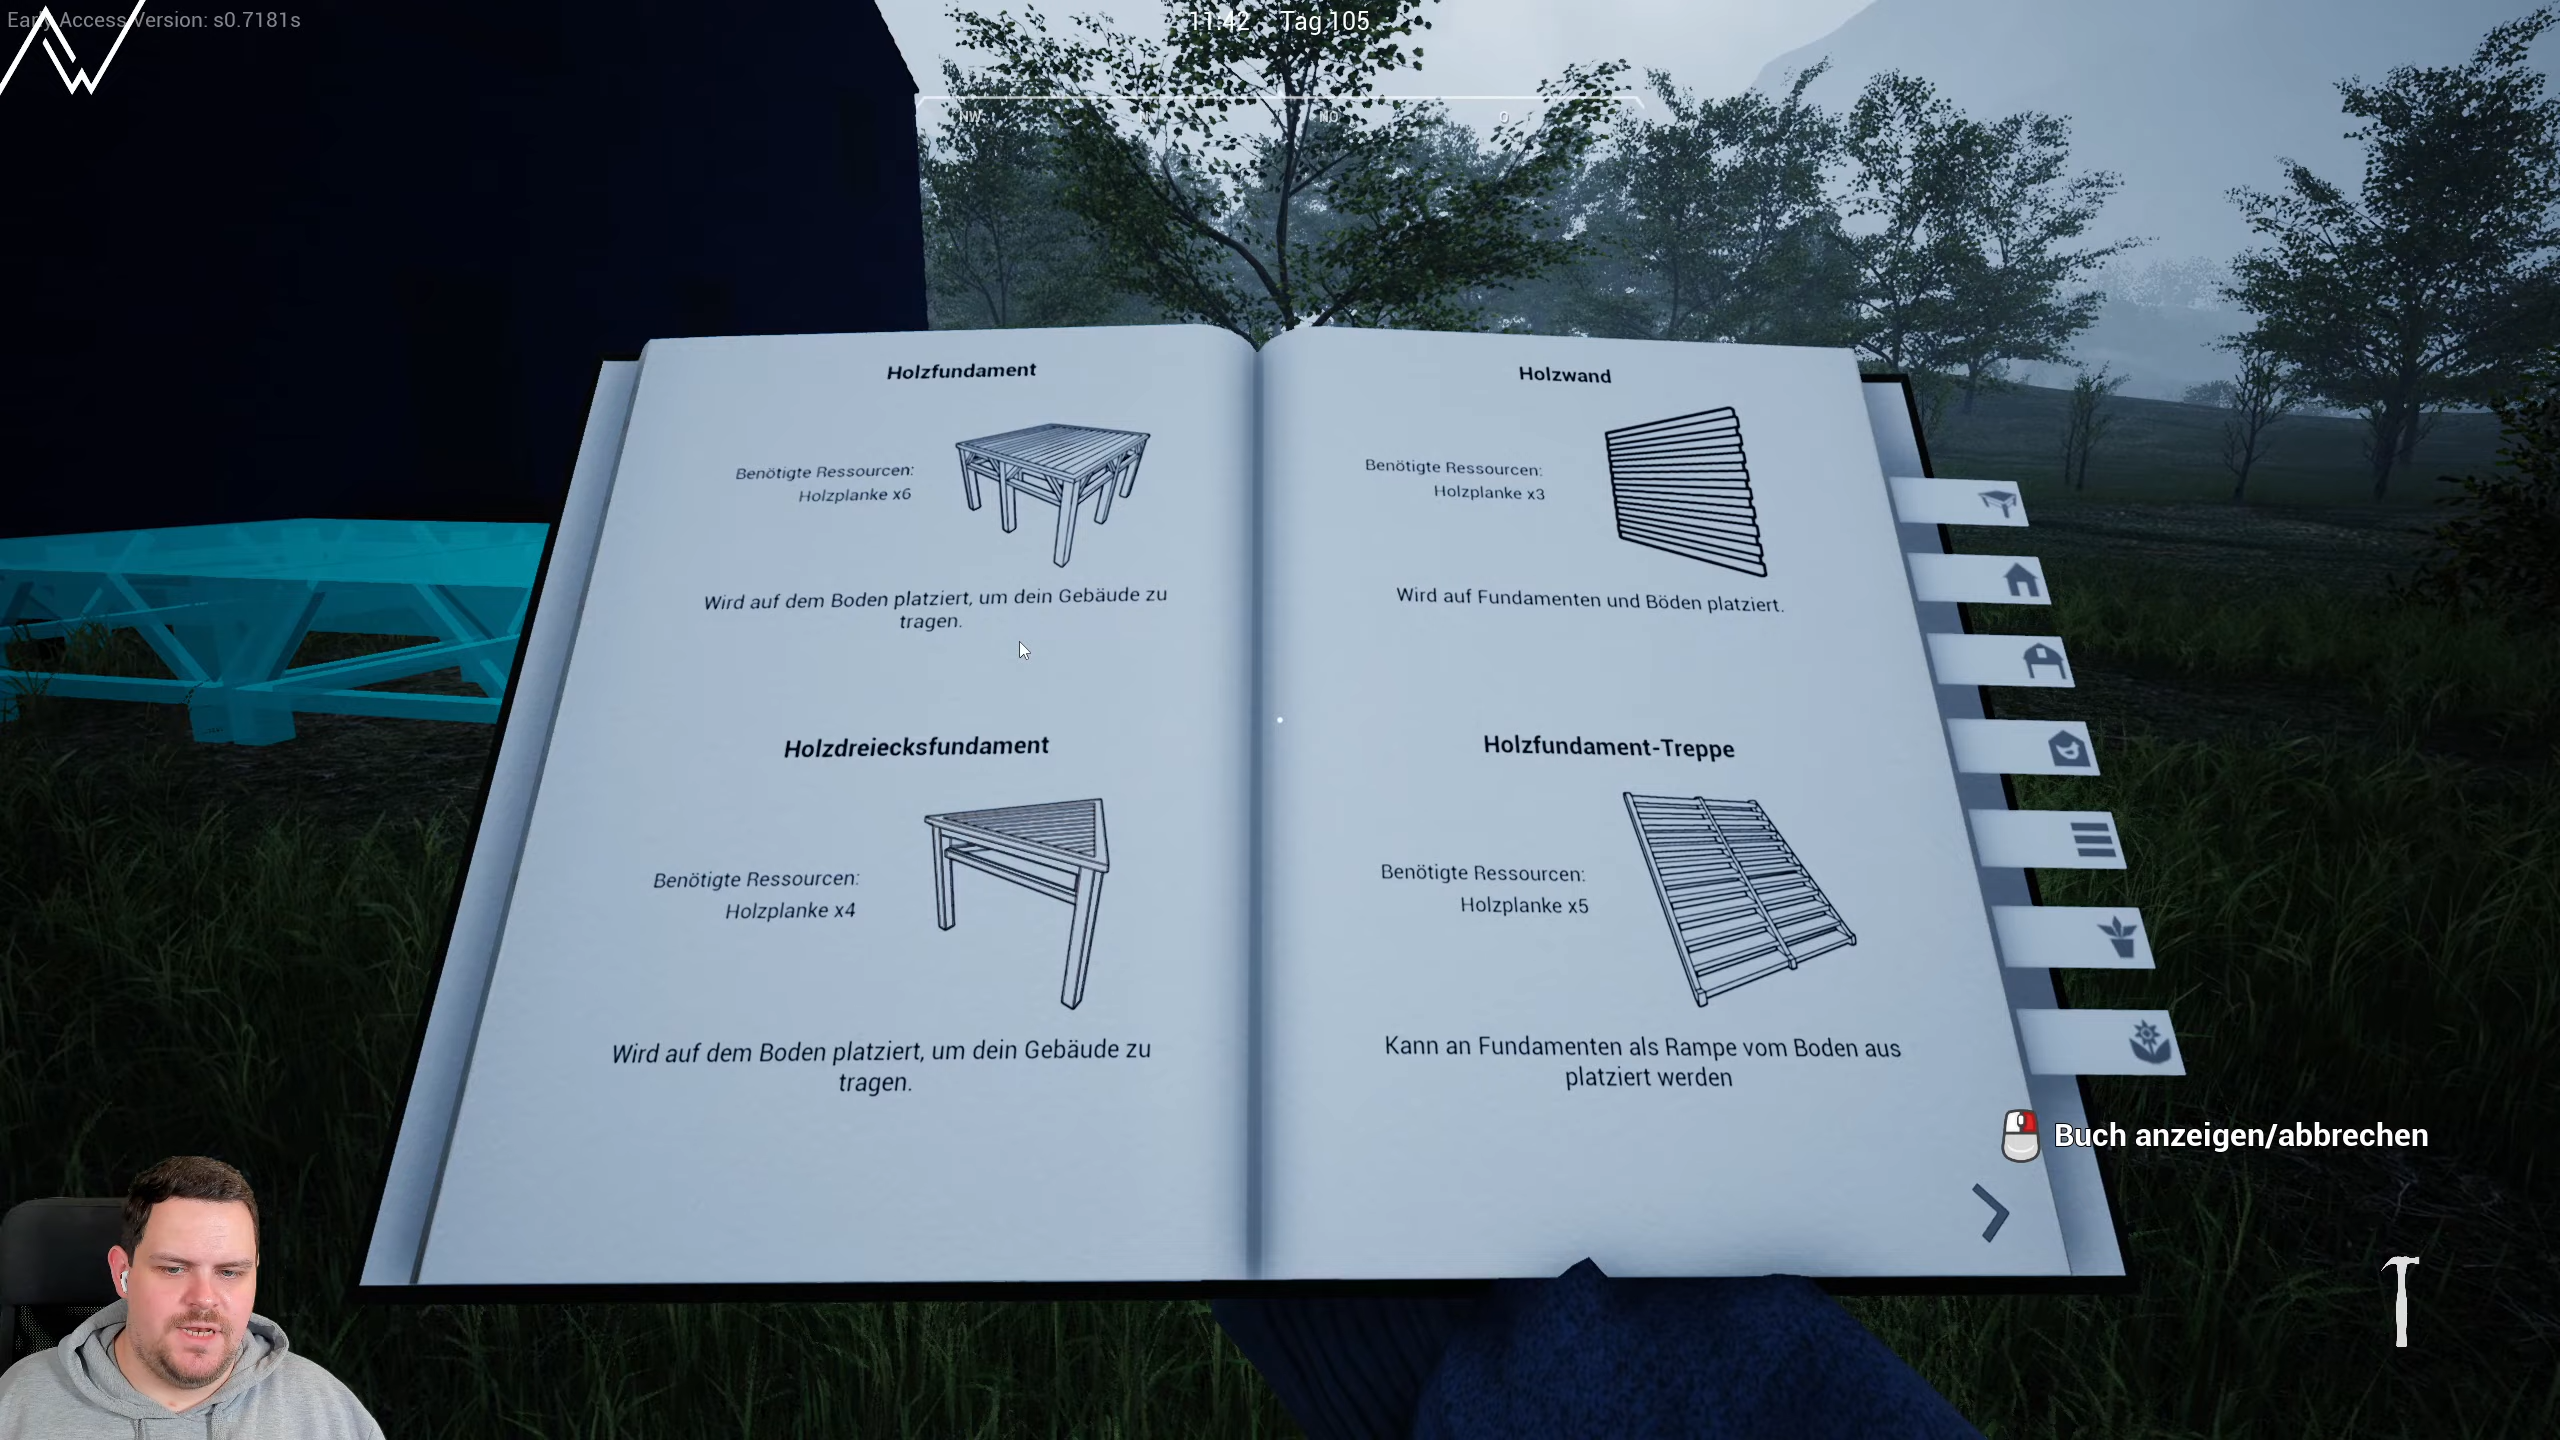 Early Access Version: s0.7181s
11:42 Tag 105
NW N NO O
Holzfundament
Benötigte Ressourcen:
Holzplanke x6
Wird auf dem Boden platziert, um dein Gebäude zu
tragen.
Holzdreiecksfundament
Benötigte Ressourcen:
Holzplanke x4
Wird auf dem Boden platziert, um dein Gebäude zu
tragen.
Holzwand
Benötigte Ressourcen:
Holzplanke x3
Wird auf Fundamenten und Böden platziert.
Holzfundament-Treppe
Benötigte Ressourcen:
Holzplanke x5
Kann an Fundamenten als Rampe vom Boden aus
platziert werden
Buch anzeigen/abbrechen